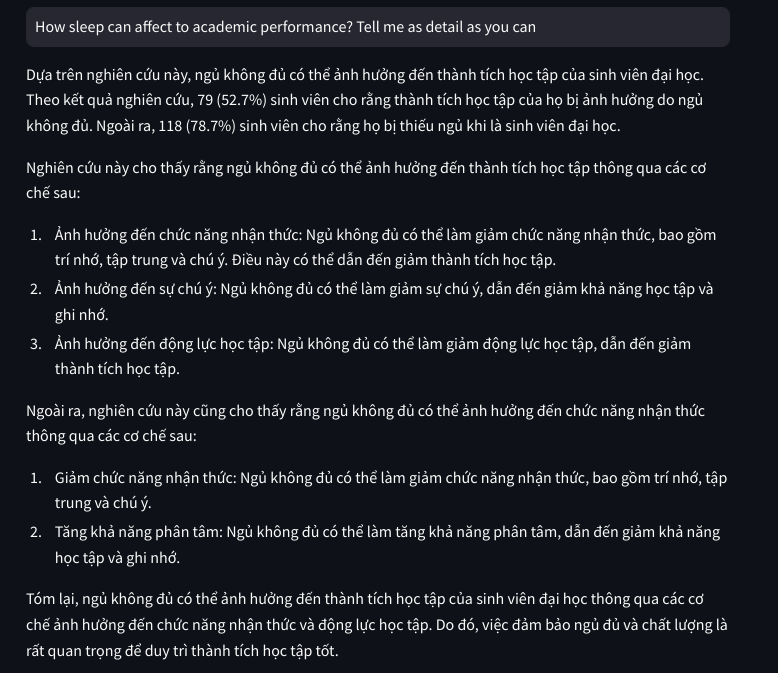 How sleep can affect to academic performance? Tell me as detail as you can
Dựa trên nghiên cứu này, ngủ không đủ có thể ảnh hưởng đến thành tích học tập của sinh viên đại học.
Theo kết quả nghiên cứu, 79 (52.7%) sinh viên cho rằng thành tích học tập của họ bị ảnh hưởng do ngủ
không đủ. Ngoài ra, 118 (78.7%) sinh viên cho rằng họ bị thiếu ngủ khi là sinh viên đại học.
Nghiên cứu này cho thấy rằng ngủ không đủ có thể ảnh hưởng đến thành tích học tập thông qua các cơ
chế sau:
1. Ảnh hưởng đến chức năng nhận thức: Ngủ không đủ có thể làm giảm chức năng nhận thức, bao gồm
trí nhớ, tập trung và chú ý. Điều này có thể dẫn đến giảm thành tích học tập.
2. Ảnh hưởng đến sự chú ý: Ngủ không đủ có thể làm giảm sự chú ý, dẫn đến giảm khả năng học tập và
ghi nhớ.
3. Ảnh hưởng đến động lực học tập: Ngủ không đủ có thể làm giảm động lực học tập, dẫn đến giảm
thành tích học tập.
Ngoài ra, nghiên cứu này cũng cho thấy rằng ngủ không đủ có thể ảnh hưởng đến chức năng nhận thức
thông qua các cơ chế sau:
1. Giảm chức năng nhận thức: Ngủ không đủ có thể làm giảm chức năng nhận thức, bao gồm trí nhớ, tập
trung và chú ý.
2. Tăng khả năng phân tâm: Ngủ không đủ có thể làm tăng khả năng phân tâm, dẫn đến giảm khả năng
học tập và ghi nhớ.
Tóm lại, ngủ không đủ có thể ảnh hưởng đến thành tích học tập của sinh viên đại học thông qua các cơ
chế ảnh hưởng đến chức năng nhận thức và động lực học tập. Do đó, việc đảm bảo ngủ đủ và chất lượng là
rất quan trọng để duy trì thành tích học tập tốt.